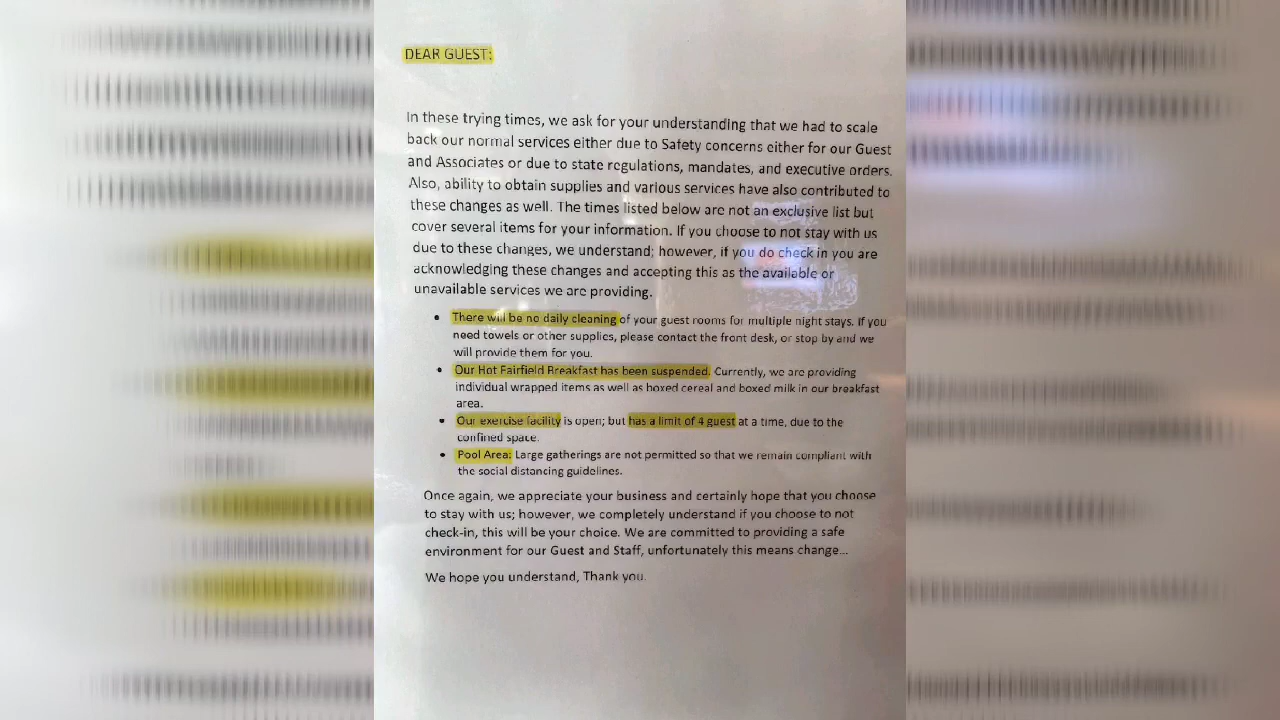 DEAR GUEST:
In these trying times, we ask for your understanding that we had to scale
back our normal services either due to Safety concerns either for our Guest
and Associates or due to state regulations, mandates, and executive orders.
Also, ability to obtain supplies and various services have also contributed to
these changes as well. The times listed below are not an exclusive list but
cover several items for your information. If you choose to not stay with us
due to these changes, we understand; however, if you do check in you are
acknowledging these changes and accepting this as the available or
unavailable services we are providing.
• There will be no daily cleaning of your guest rooms for multiple night stays. If you
need towels or other supplies, please contact the front desk, or stop by and we
will provide them for you.
• Our Hot Fairfield Breakfast has been suspended. Currently, we are providing
individual wrapped items as well as boxed cereal and boxed milk in our breakfast
area.
• Our exercise facility is open; but has a limit of 4 guest at a time, due to the
confined space.
• Pool Area: Large gatherings are not permitted so that we remain compliant with
the social distancing guidelines.
Once again, we appreciate your business and certainly hope that you choose
to stay with us; however, we completely understand if you choose to not
check-in, this will be your choice. We are committed to providing a safe
environment for our Guest and Staff, unfortunately this means change...
We hope you understand, Thank you.